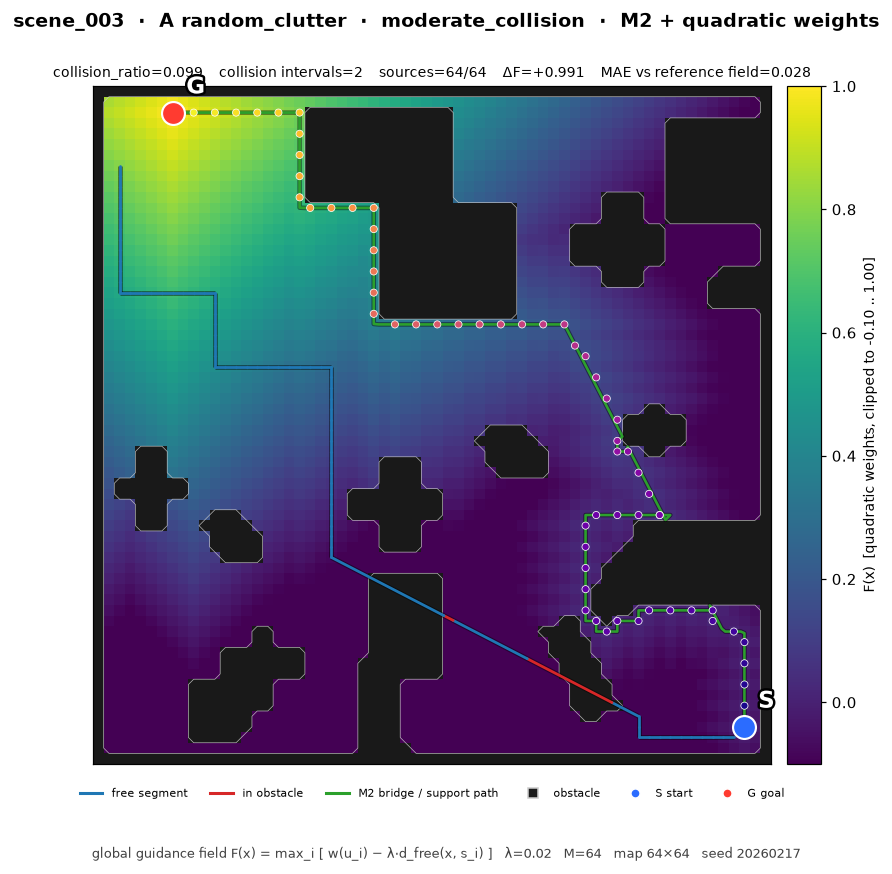 scene_003 · A random_clutter · moderate_collision · M2 + quadratic weights
collision_ratio=0.099 collision intervals=2 sources=64/64 ΔF=+0.991 MAE vs reference field=0.028
G
S
1.0
0.8
0.6
0.4
0.2
0.0
F(x) [quadratic weights, clipped to -0.10 .. 1.00]
free segment in obstacle M2 bridge / support path obstacle S start G goal
global guidance field F(x) = max_i [ w(u_i) − λ·d_free(x, s_i) ] λ=0.02 M=64 map 64×64 seed 20260217